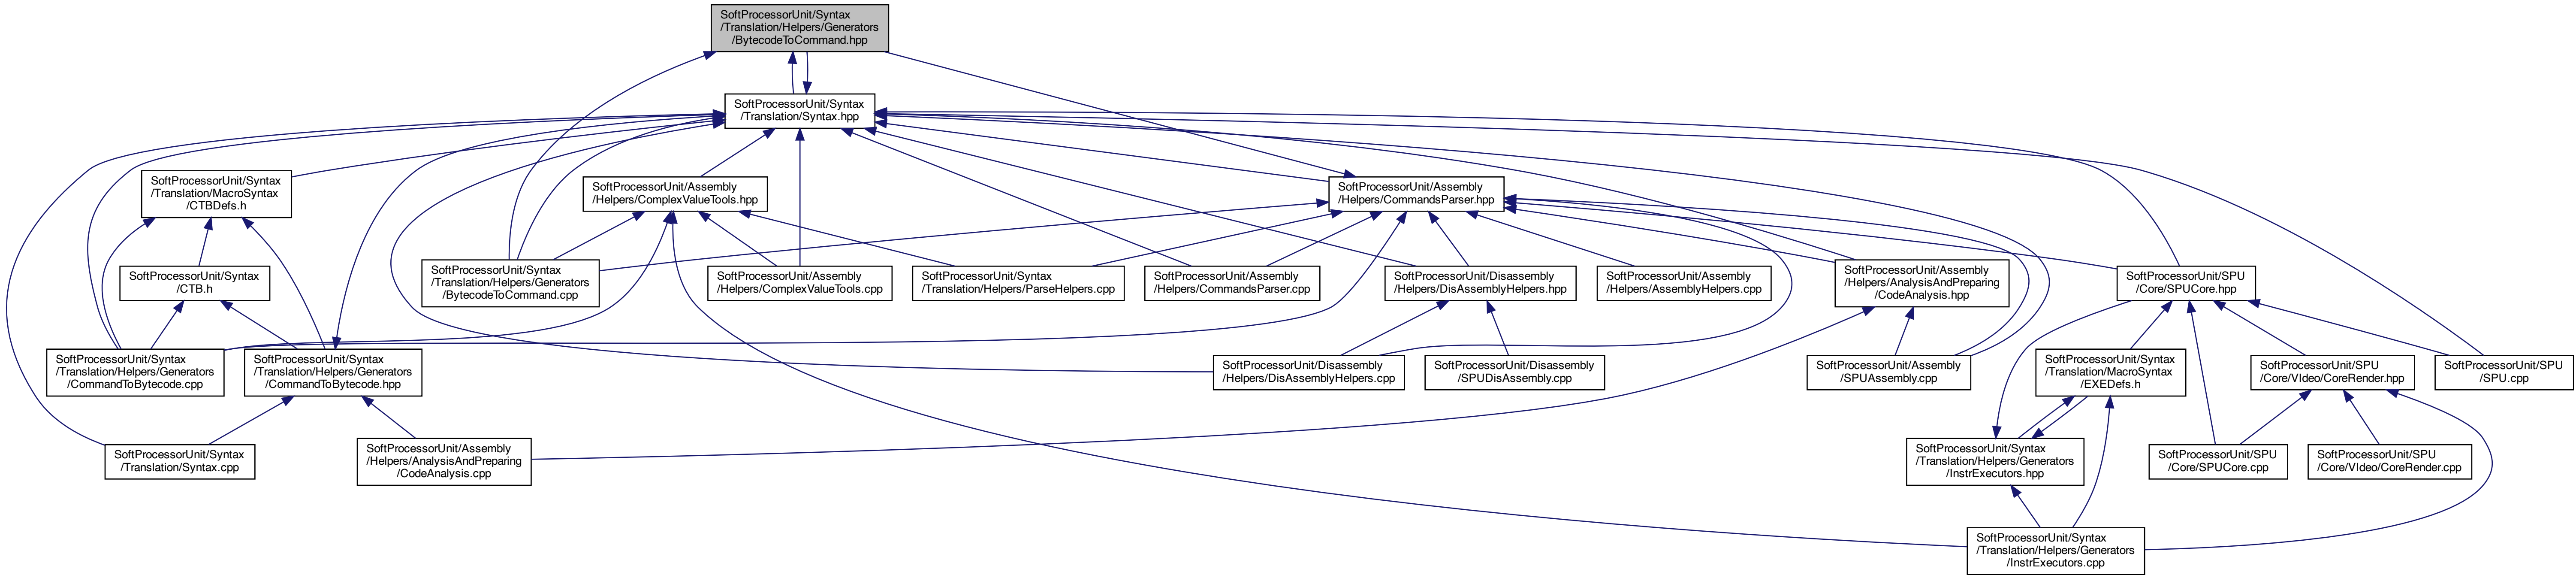 SoftProcessorUnit/Syntax
/Translation/Helpers/Generators
/BytecodeToCommand.hpp
SoftProcessorUnit/Syntax
/Translation/Syntax.hpp
SoftProcessorUnit/Syntax
/Translation/MacroSyntax
/CTBDefs.h
SoftProcessorUnit/Assembly
/Helpers/ComplexValueTools.hpp
SoftProcessorUnit/Assembly
/Helpers/CommandsParser.hpp
SoftProcessorUnit/Syntax
/CTB.h
SoftProcessorUnit/Syntax
/Translation/Helpers/Generators
/BytecodeToCommand.cpp
SoftProcessorUnit/Assembly
/Helpers/ComplexValueTools.cpp
SoftProcessorUnit/Syntax
/Translation/Helpers/ParseHelpers.cpp
SoftProcessorUnit/Assembly
/Helpers/CommandsParser.cpp
SoftProcessorUnit/Disassembly
/Helpers/DisAssemblyHelpers.hpp
SoftProcessorUnit/Assembly
/Helpers/AssemblyHelpers.cpp
SoftProcessorUnit/Assembly
/Helpers/AnalysisAndPreparing
/CodeAnalysis.hpp
SoftProcessorUnit/SPU
/Core/SPUCore.hpp
SoftProcessorUnit/Syntax
/Translation/Helpers/Generators
/CommandToBytecode.cpp
SoftProcessorUnit/Syntax
/Translation/Helpers/Generators
/CommandToBytecode.hpp
SoftProcessorUnit/Disassembly
/Helpers/DisAssemblyHelpers.cpp
SoftProcessorUnit/Disassembly
/SPUDisAssembly.cpp
SoftProcessorUnit/Assembly
/SPUAssembly.cpp
SoftProcessorUnit/Syntax
/Translation/MacroSyntax
/EXEDefs.h
SoftProcessorUnit/SPU
/Core/VIdeo/CoreRender.hpp
SoftProcessorUnit/SPU
/SPU.cpp
SoftProcessorUnit/Syntax
/Translation/Syntax.cpp
SoftProcessorUnit/Assembly
/Helpers/AnalysisAndPreparing
/CodeAnalysis.cpp
SoftProcessorUnit/Syntax
/Translation/Helpers/Generators
/InstrExecutors.hpp
SoftProcessorUnit/SPU
/Core/SPUCore.cpp
SoftProcessorUnit/SPU
/Core/VIdeo/CoreRender.cpp
SoftProcessorUnit/Syntax
/Translation/Helpers/Generators
/InstrExecutors.cpp